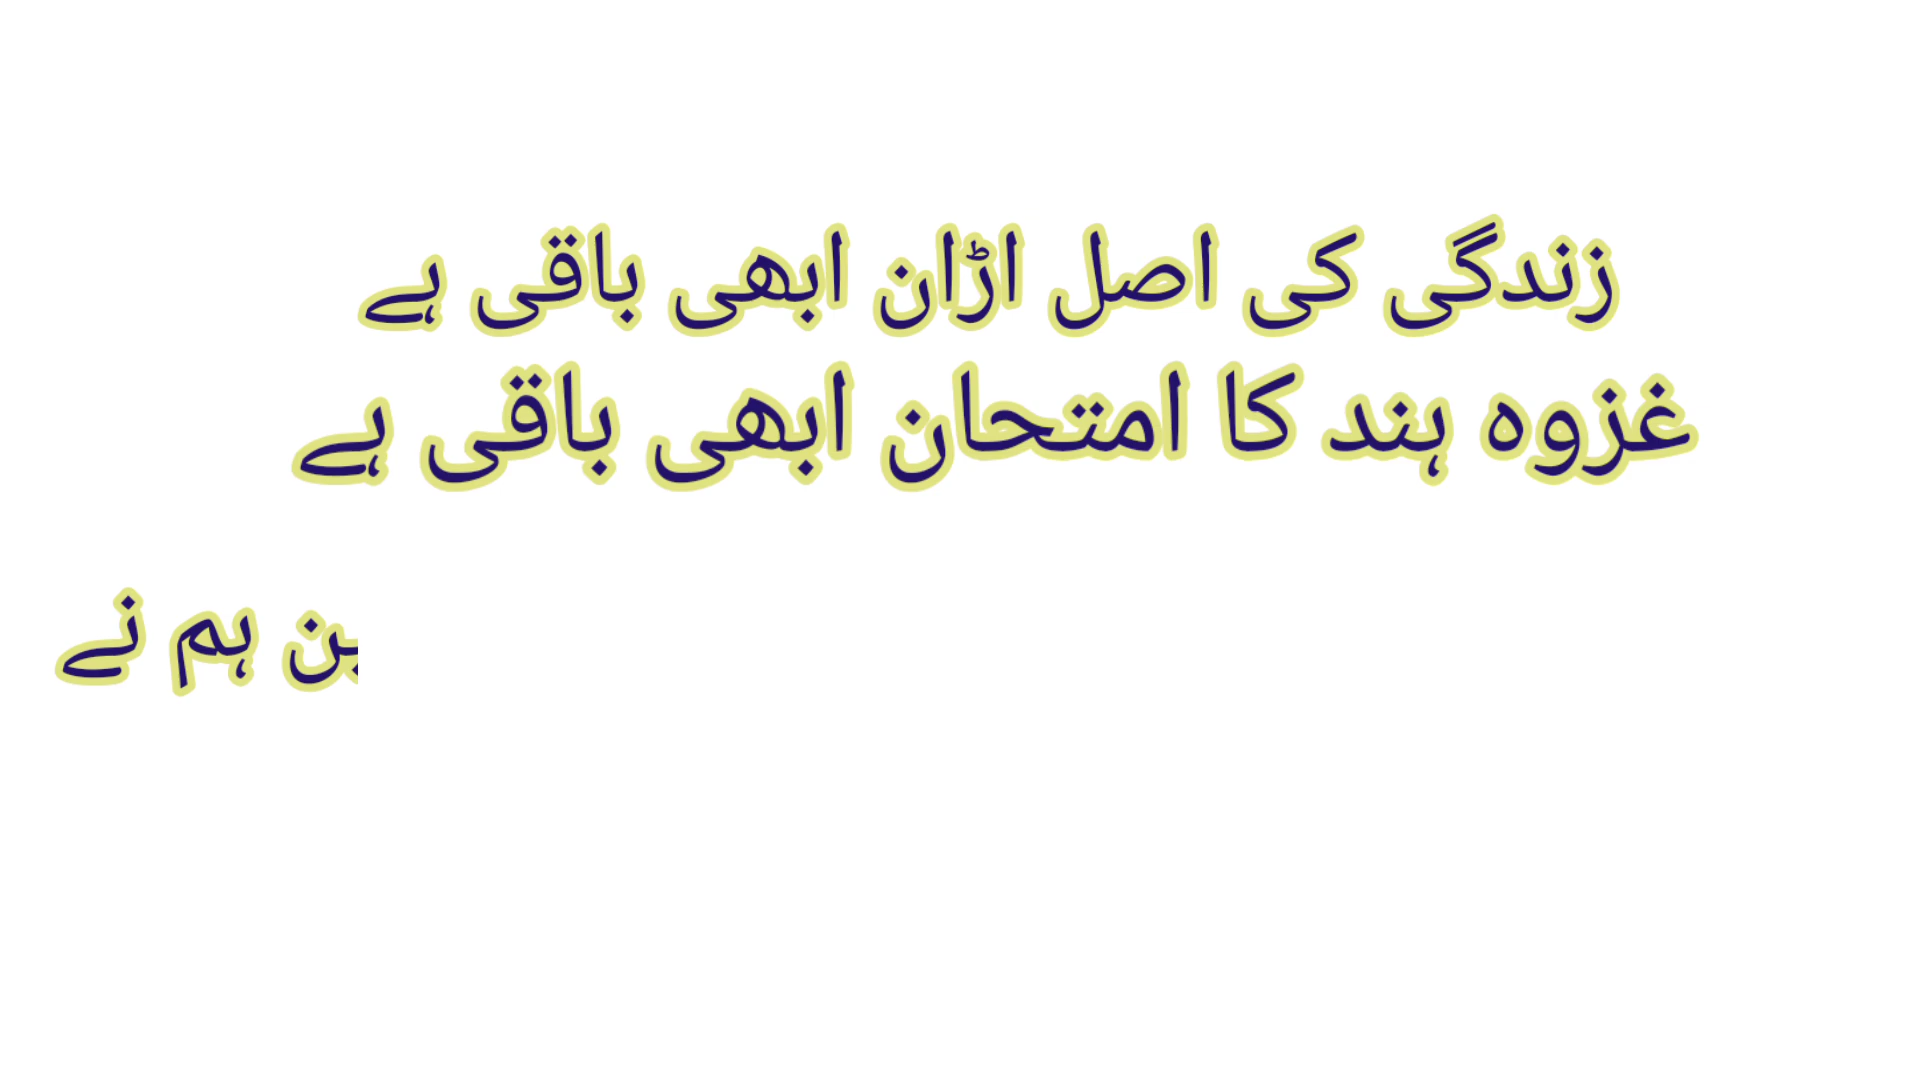 زندگی کی اصل اڑان ابھی باقی ہے
غزوہ ہند کا امتحان ابھی باقی ہے
ہم نے